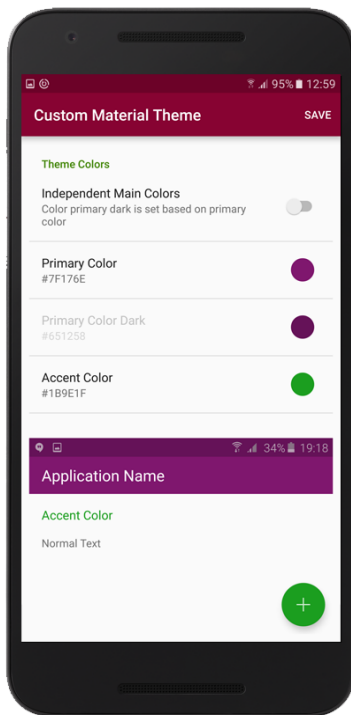 95% 12:59
Custom Material Theme SAVE
Theme Colors
Independent Main Colors
Color primary dark is set based on primary
color
Primary Color
#7F176E
Primary Color Dark
#651258
Accent Color
#1B9E1F
34% 19:18
Application Name
Accent Color
Normal Text